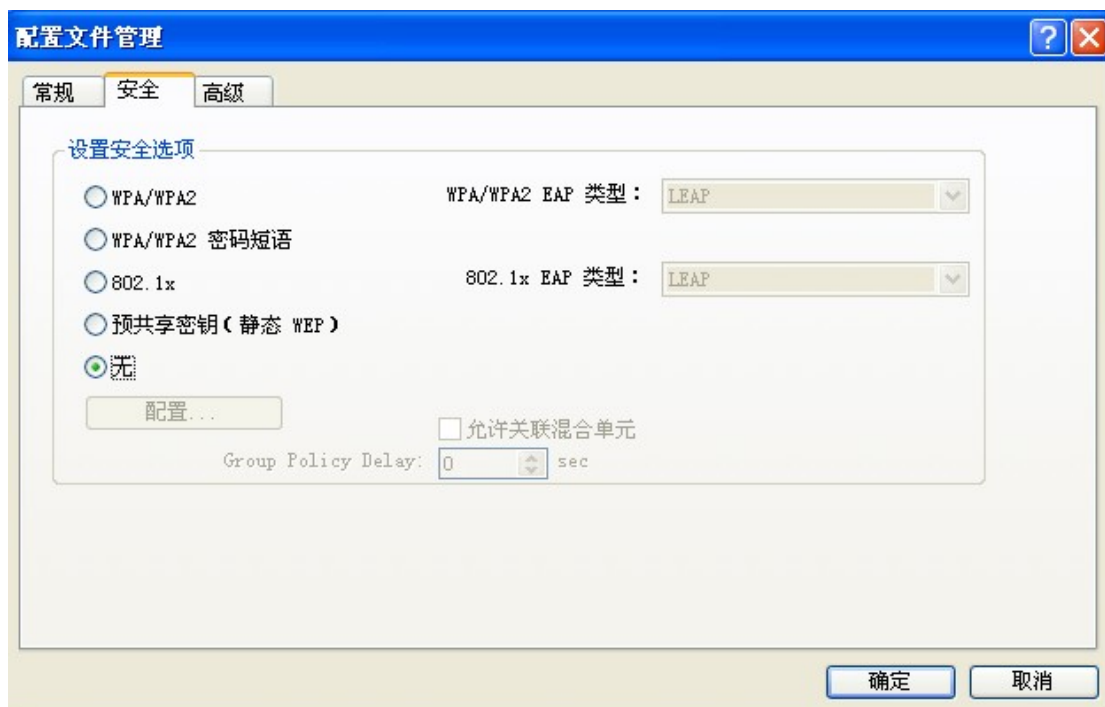 配置文件管理
常规 安全 高级
设置安全选项
WPA/WPA2 WPA/WPA2 EAP 类型： LEAP
WPA/WPA2 密码短语
802.1x 802.1x EAP 类型： LEAP
预共享密钥(静态 WEP)
无
配置...
允许关联混合单元
Group Policy Delay: 0 sec
确定 取消